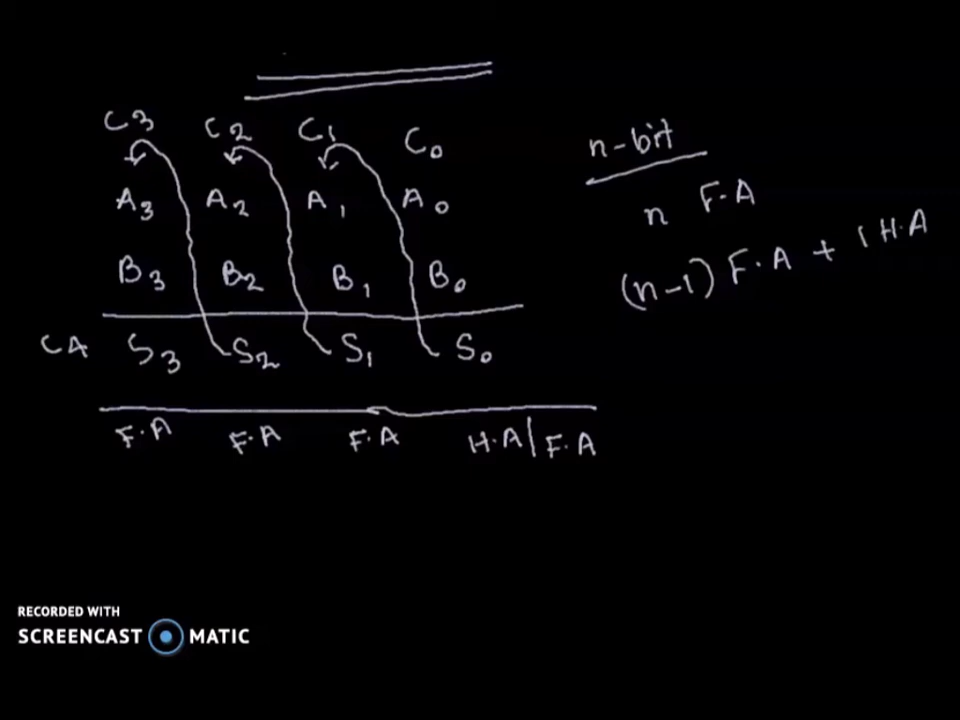 C3 C2 C1 C0
A3 A2 A1 A0
B3 B2 B1 B0
C4 S3 S2 S1 S0
F.A F.A F.A H.A/F.A
n-bit
n F.A
(n-1) F.A + 1 H.A
RECORDED WITH
SCREENCAST MATIC